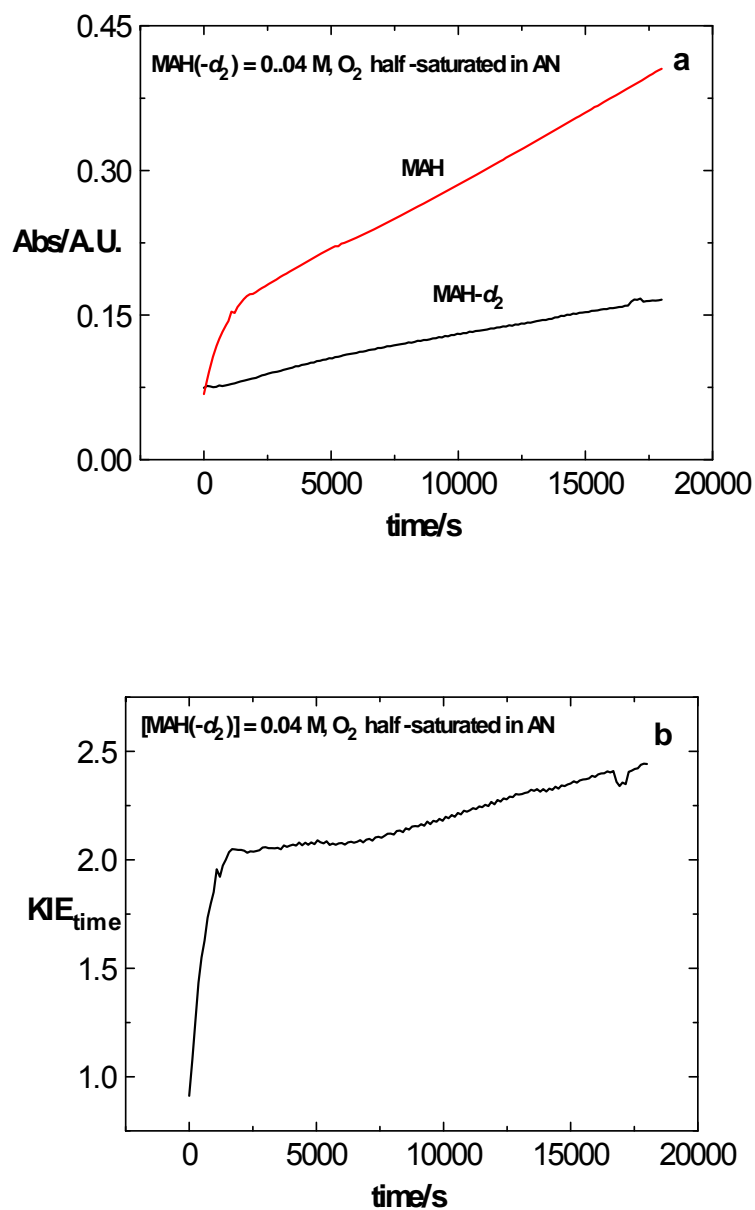 0.45
MAH(-d₂) = 0..04 M, O₂ half-saturated in AN
a
0.30
MAH
Abs/A.U.
MAH-d₂
0.15
0.00
0 5000 10000 15000 20000
time/s
2.5
[MAH(-d₂)] = 0.04 M, O₂ half-saturated in AN
b
2.0
KIE_time
1.5
1.0
0 5000 10000 15000 20000
time/s